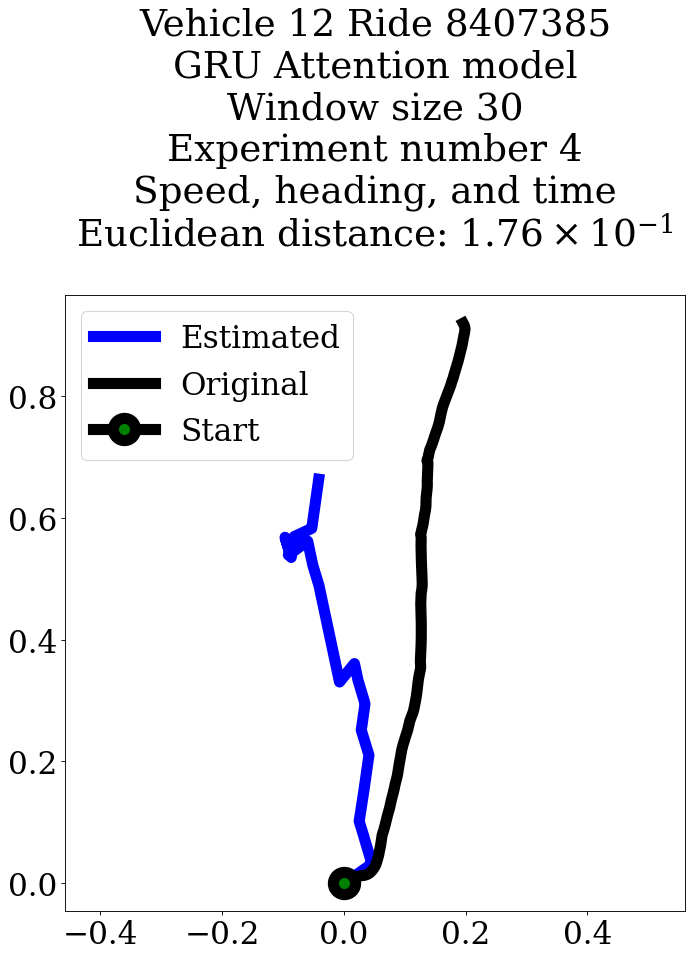 Vehicle 12 Ride 8407385
GRU Attention model
Window size 30
Experiment number 4
Speed, heading, and time
Euclidean distance: 1.76 × 10⁻¹
Estimated
Original
Start
0.8
0.6
0.4
0.2
0.0
−0.4 −0.2 0.0 0.2 0.4